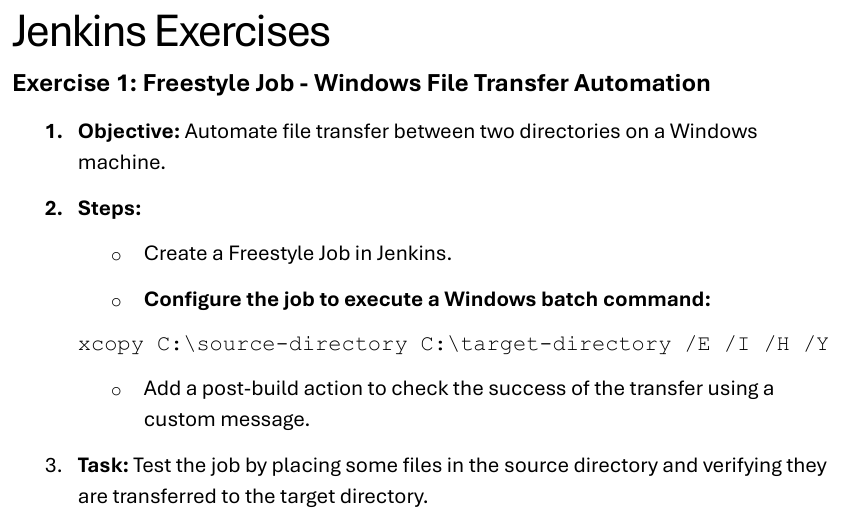 Jenkins Exercises
Exercise 1: Freestyle Job - Windows File Transfer Automation
1. Objective: Automate file transfer between two directories on a Windows
machine.
2. Steps:
o Create a Freestyle Job in Jenkins.
o Configure the job to execute a Windows batch command:
xcopy C:\source-directory C:\target-directory /E /I /H /Y
o Add a post-build action to check the success of the transfer using a
custom message.
3. Task: Test the job by placing some files in the source directory and verifying they
are transferred to the target directory.